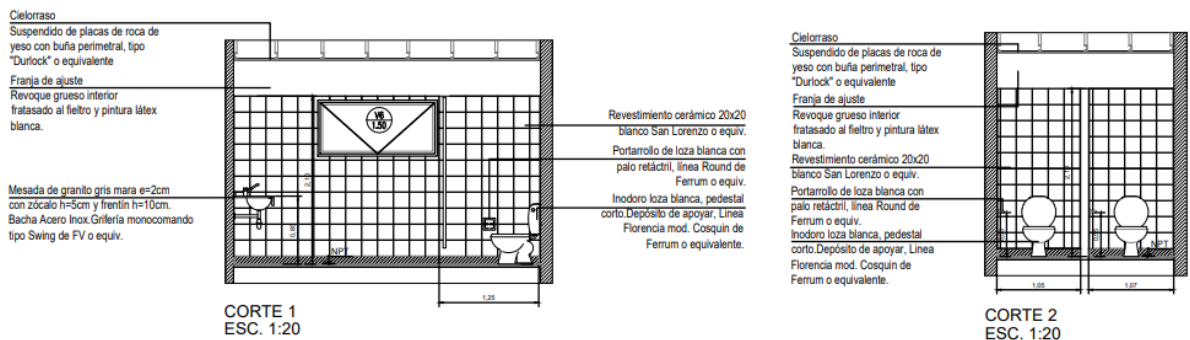 Cielorraso
Suspendido de placas de roca de
yeso con buña perimetral, tipo
"Durlock" o equivalente
Franja de ajuste
Revoque grueso interior
fratasado al fieltro y pintura látex
blanca.
Mesada de granito gris mara e=2cm
con zócalo h=5cm y frentín h=10cm.
Bacha Acero Inox.Grifería monocomando
tipo Swing de FV o equiv.
V6
1.50
2,10
0,85
NPT
1,25
Revestimiento cerámico 20x20
blanco San Lorenzo o equiv.
Portarrollo de loza blanca con
palo retáctril, línea Round de
Ferrum o equiv.
Inodoro loza blanca, pedestal
corto.Depósito de apoyar, Linea
Florencia mod. Cosquin de
Ferrum o equivalente.
CORTE 1
ESC. 1:20
Cielorraso
Suspendido de placas de roca de
yeso con buña perimetral, tipo
"Durlock" o equivalente
Franja de ajuste
Revoque grueso interior
fratasado al fieltro y pintura látex
blanca.
Revestimiento cerámico 20x20
blanco San Lorenzo o equiv.
Portarrollo de loza blanca con
palo retáctril, línea Round de
Ferrum o equiv.
Inodoro loza blanca, pedestal
corto.Depósito de apoyar, Linea
Florencia mod. Cosquin de
Ferrum o equivalente.
2,10
NPT
1,05
1,07
CORTE 2
ESC. 1:20